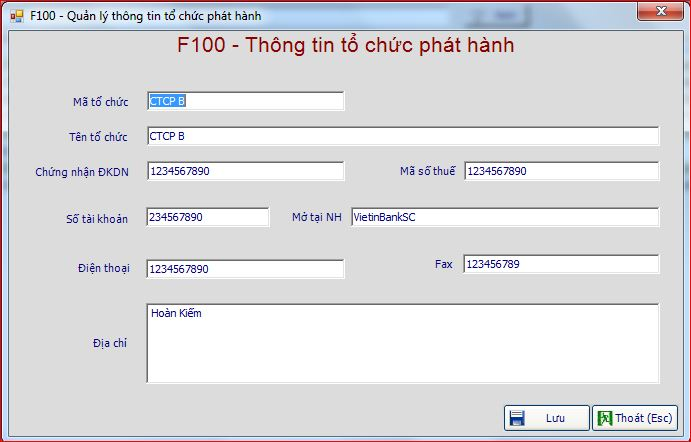 F100 - Quản lý thông tin tổ chức phát hành
F100 - Thông tin tổ chức phát hành
Mã tổ chức CTCP B
Tên tổ chức CTCP B
Chứng nhận ĐKDN 1234567890 Mã số thuế 1234567890
Số tài khoản 234567890 Mở tại NH VietinBankSC
Điện thoại 1234567890 Fax 123456789
Địa chỉ Hoàn Kiếm
Lưu Thoát (Esc)